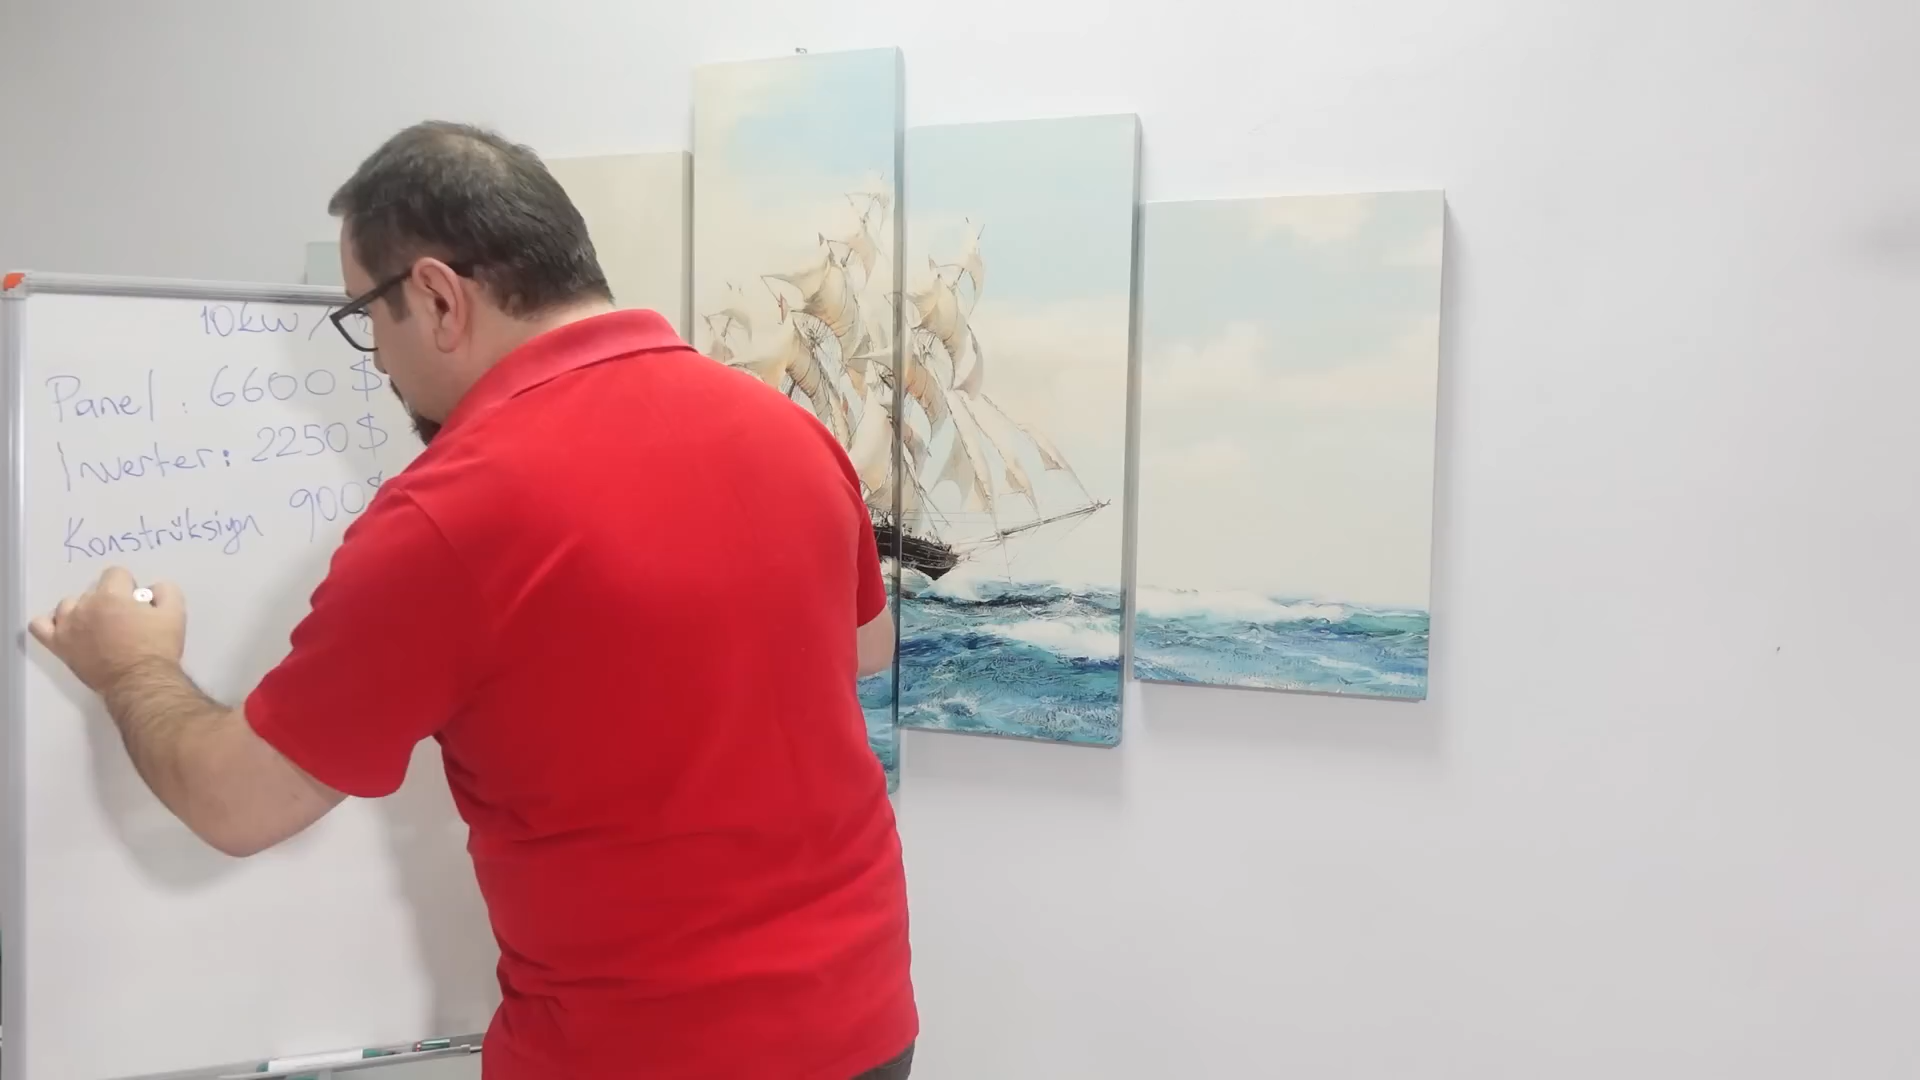 10kw /
Panel : 6600 $
Inverter: 2250 $
Konstrüksiyon 900$